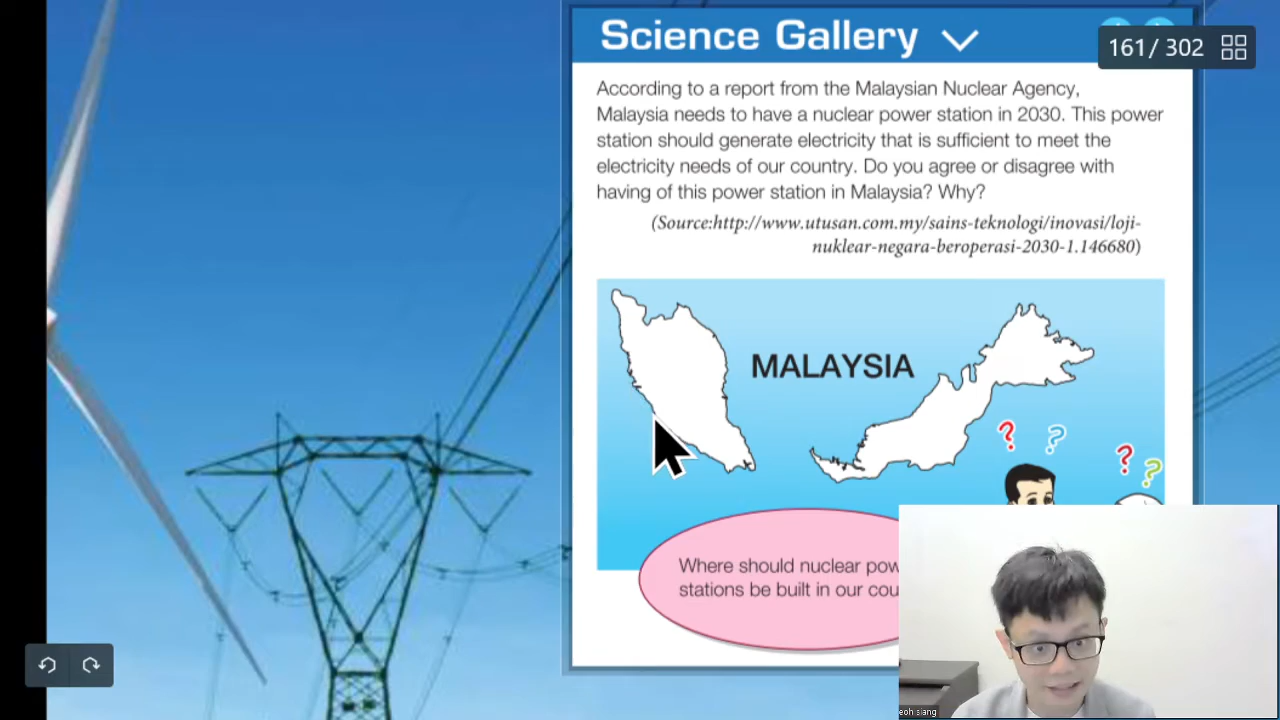 Science Gallery
161/ 302
According to a report from the Malaysian Nuclear Agency,
Malaysia needs to have a nuclear power station in 2030. This power
station should generate electricity that is sufficient to meet the
electricity needs of our country. Do you agree or disagree with
having of this power station in Malaysia? Why?
(Source:http://www.utusan.com.my/sains-teknologi/inovasi/loji-
nuklear-negara-beroperasi-2030-1.146680)
MALAYSIA
? ?
? ?
Where should nuclear pow
stations be built in our cou
eoh siang